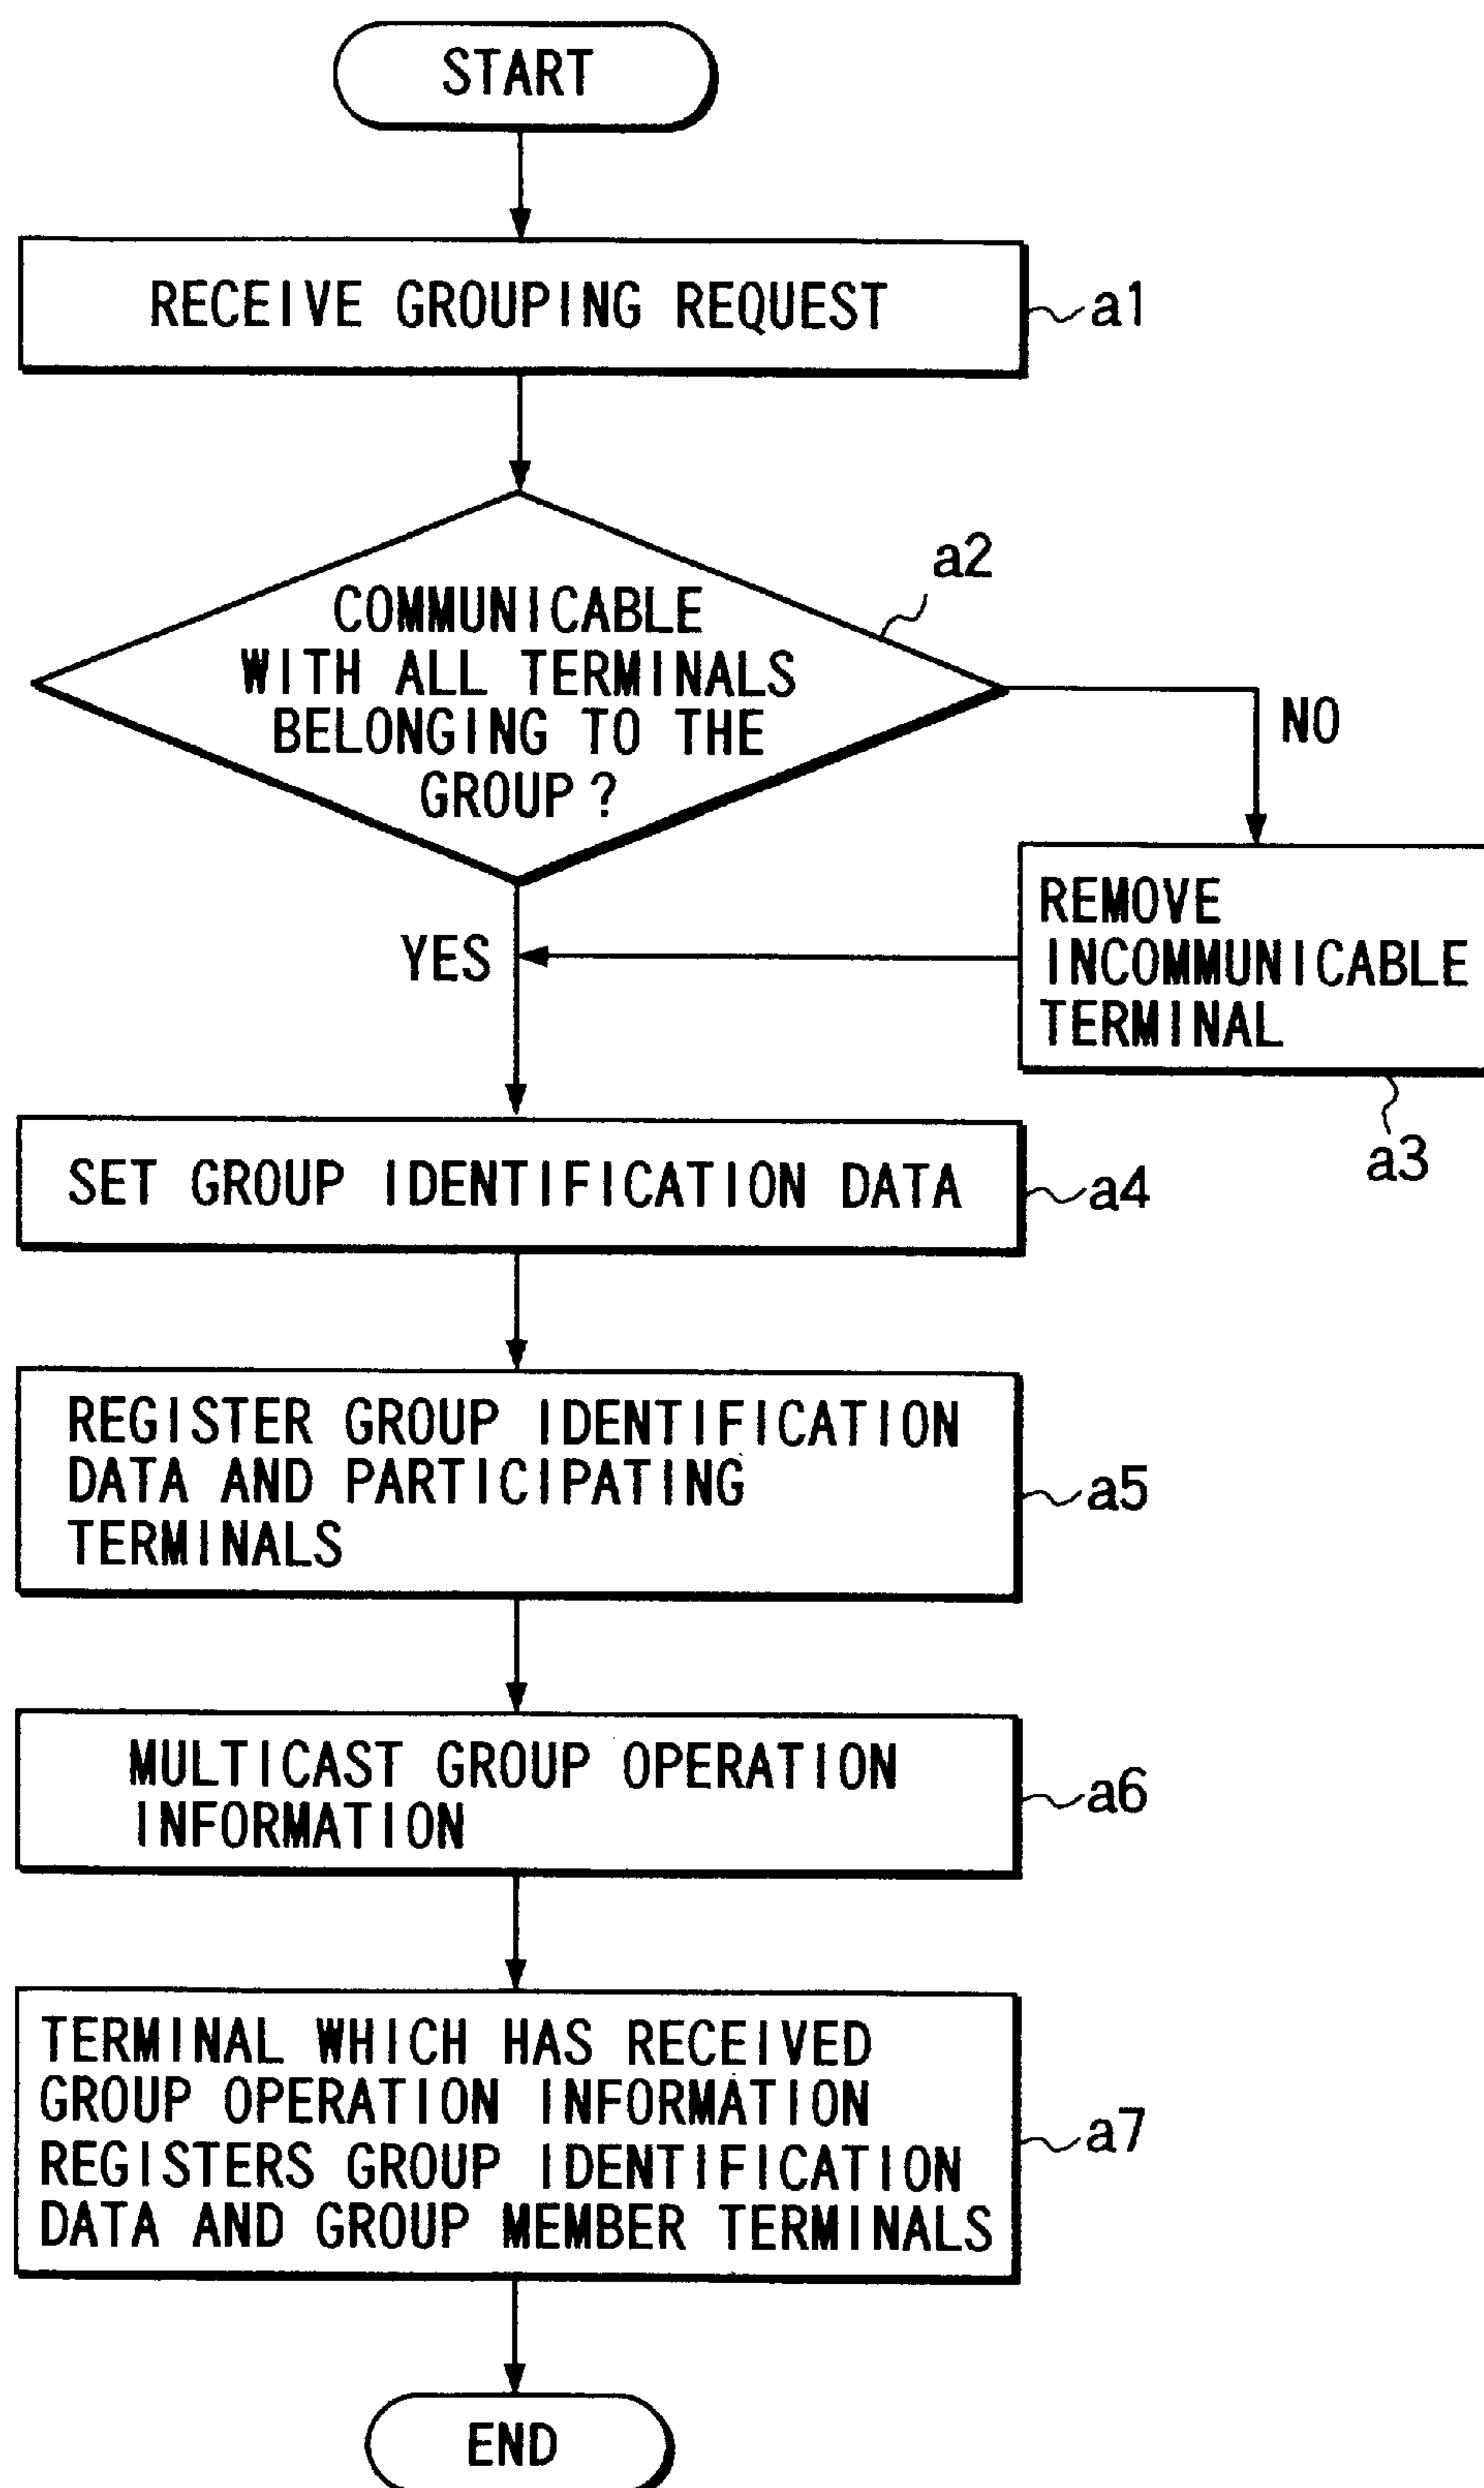 START
RECEIVE GROUPING REQUEST
a1
a2
COMMUNICABLE
WITH ALL TERMINALS
BELONGING TO THE
GROUP?
NO
YES
REMOVE
INCOMMUNICABLE
TERMINAL
a3
SET GROUP IDENTIFICATION DATA
a4
REGISTER GROUP IDENTIFICATION
DATA AND PARTICIPATING
TERMINALS
a5
MULTICAST GROUP OPERATION
INFORMATION
a6
TERMINAL WHICH HAS RECEIVED
GROUP OPERATION INFORMATION
REGISTERS GROUP IDENTIFICATION
DATA AND GROUP MEMBER TERMINALS
a7
END